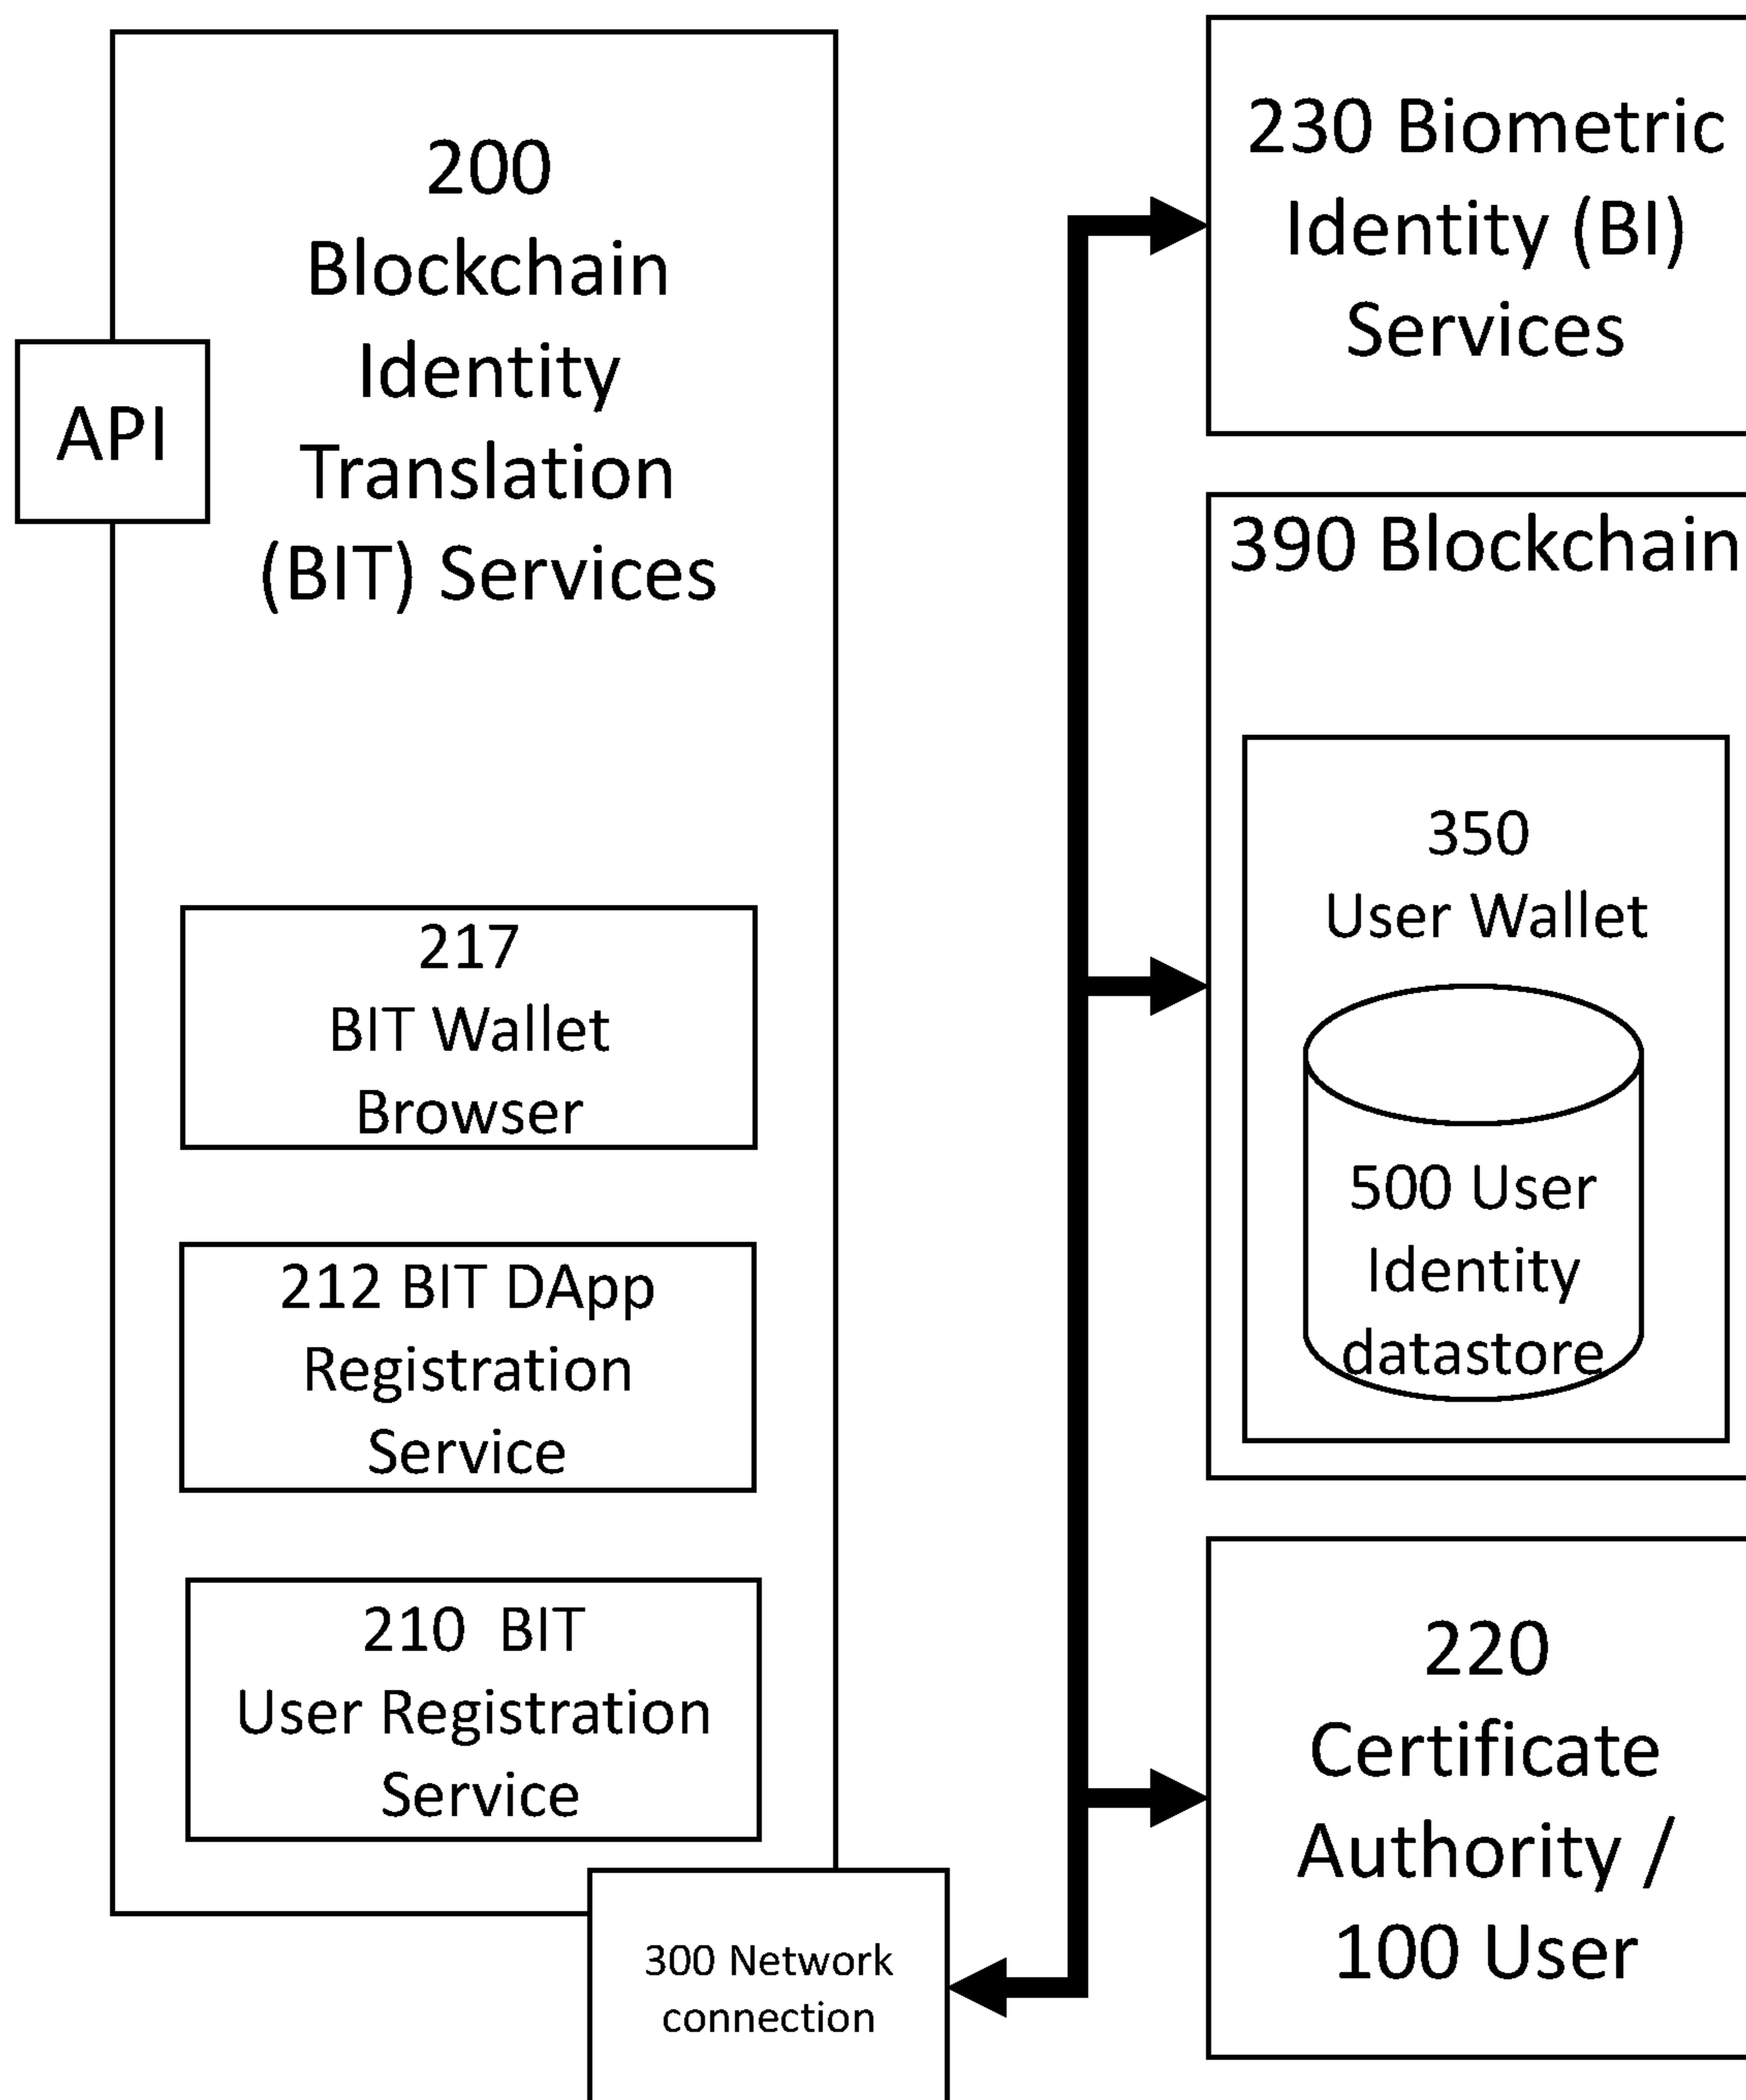 200
Blockchain
Identity
Translation
(BIT) Services
API
217
BIT Wallet
Browser
212 BIT DApp
Registration
Service
210 BIT
User Registration
Service
300 Network
connection
230 Biometric
Identity (BI)
Services
390 Blockchain
350
User Wallet
500 User
Identity
datastore
220
Certificate
Authority /
100 User